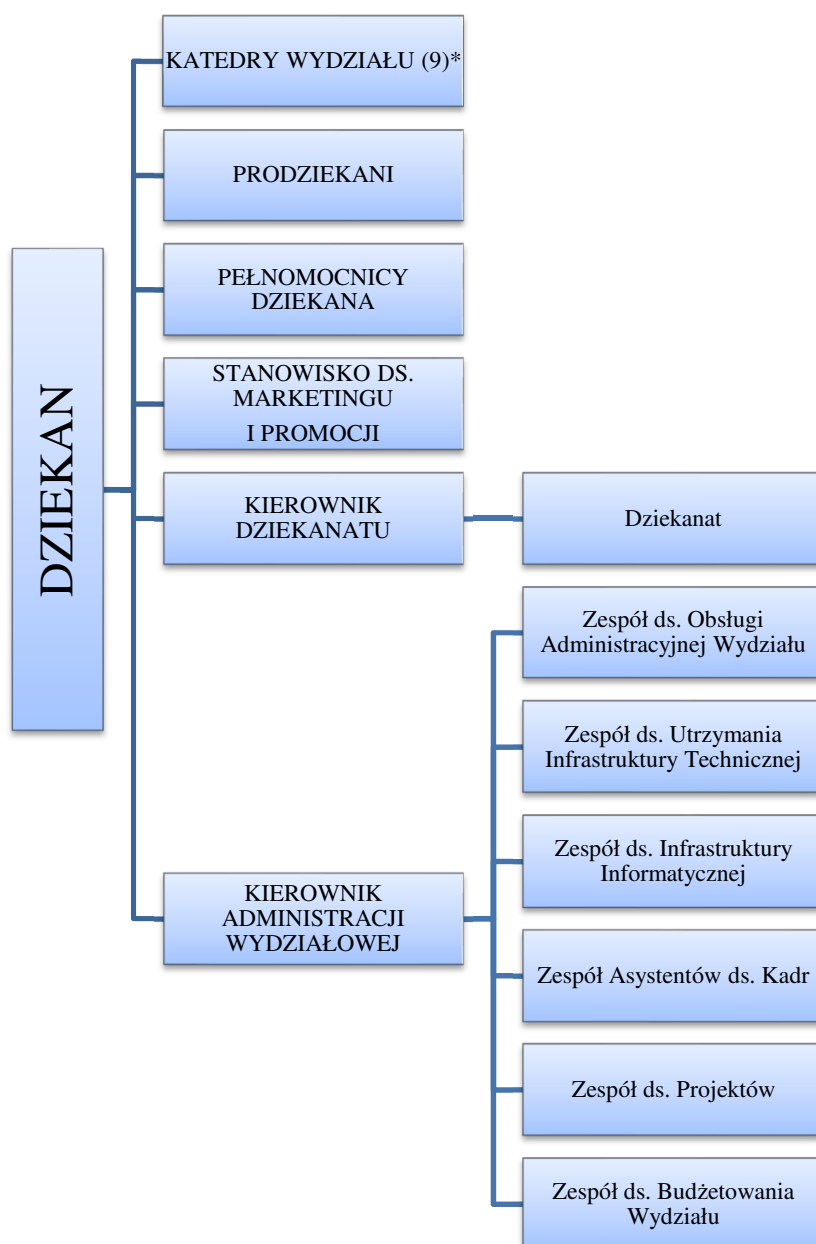 DZIEKAN
KATEDRY WYDZIAŁU (9)*
PRODZIEKANI
PEŁNOMOCNICY
DZIEKANA
STANOWISKO DS.
MARKETINGU
I PROMOCJI
KIEROWNIK
DZIEKANATU
Dziekanat
KIEROWNIK
ADMINISTRACJI
WYDZIAŁOWEJ
Zespół ds. Obsługi
Administracyjnej Wydziału
Zespół ds. Utrzymania
Infrastruktury Technicznej
Zespół ds. Infrastruktury
Informatycznej
Zespół Asystentów ds. Kadr
Zespół ds. Projektów
Zespół ds. Budżetowania
Wydziału